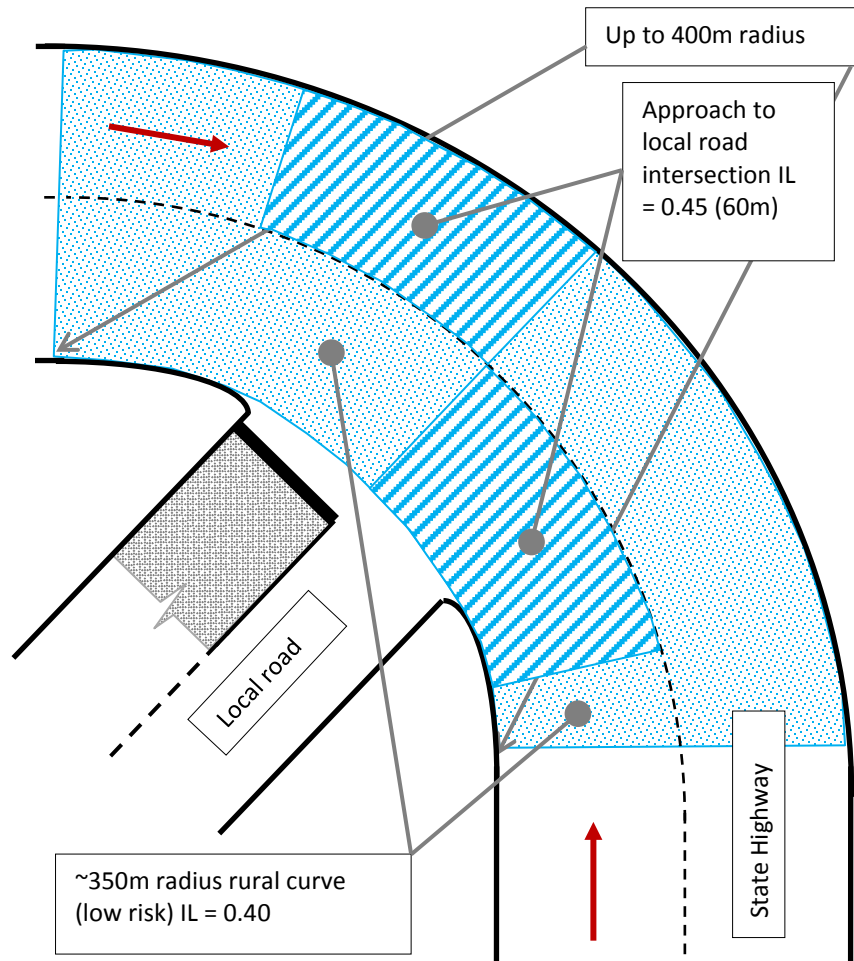 Up to 400m radius
Approach to
local road
intersection IL
= 0.45 (60m)
Local road
State Highway
~350m radius rural curve
(low risk) IL = 0.40